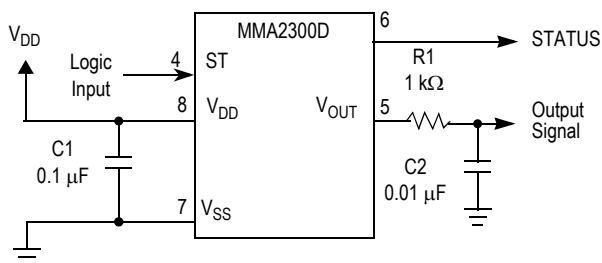 V_DD
Logic
Input
4
ST
MMA2300D
6
STATUS
R1
1 kΩ
8
V_DD
V_OUT
5
Output
Signal
C1
0.1 μF
C2
0.01 μF
7
V_SS